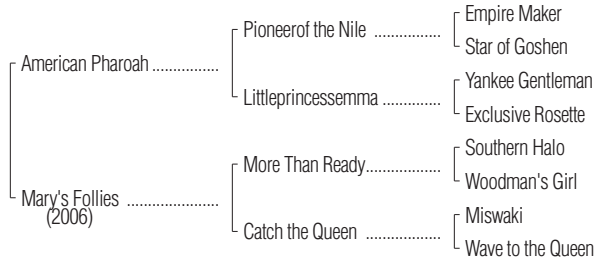 Empire Maker
Pioneerof the Nile ................
Star of Goshen
American Pharoah ................
Yankee Gentleman
Littleprincessemma ..............
Exclusive Rosette
Southern Halo
More Than Ready..................
Woodman's Girl
Mary's Follies ......................
(2006)
Miswaki
Catch the Queen ..................
Wave to the Queen